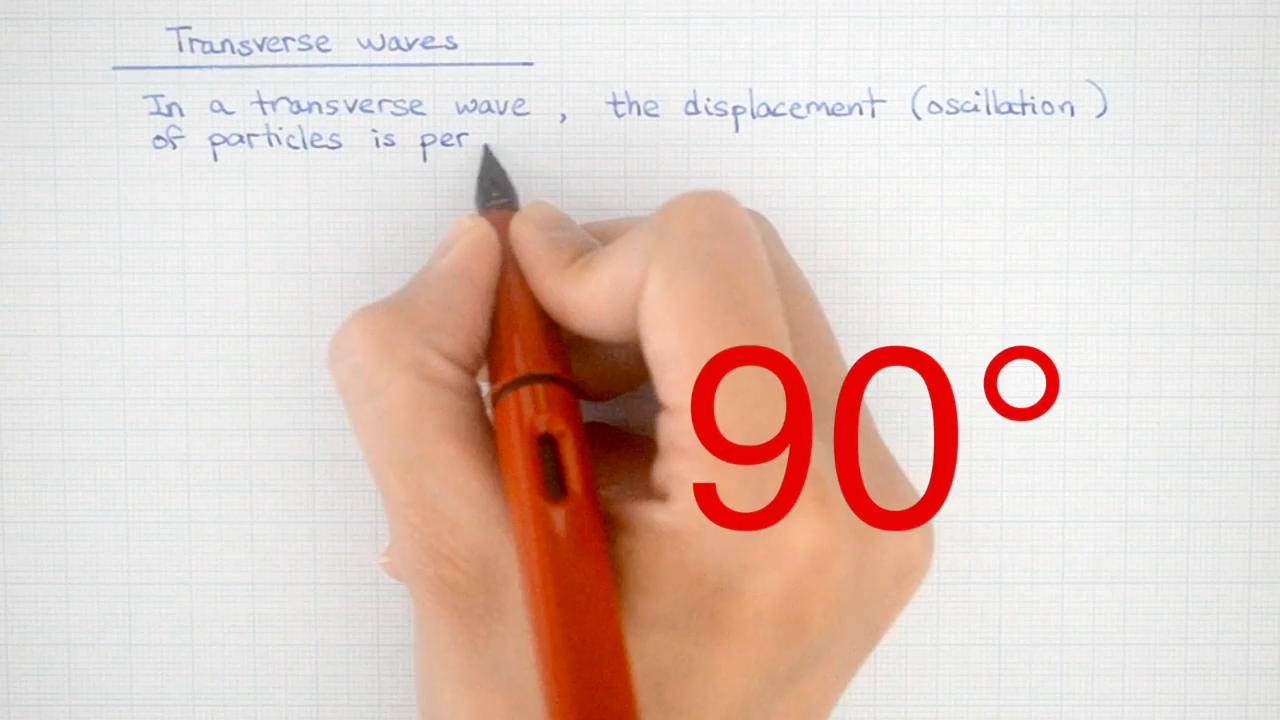 Transverse waves
In a transverse wave, the displacement (oscillation)
of particles is per
90°